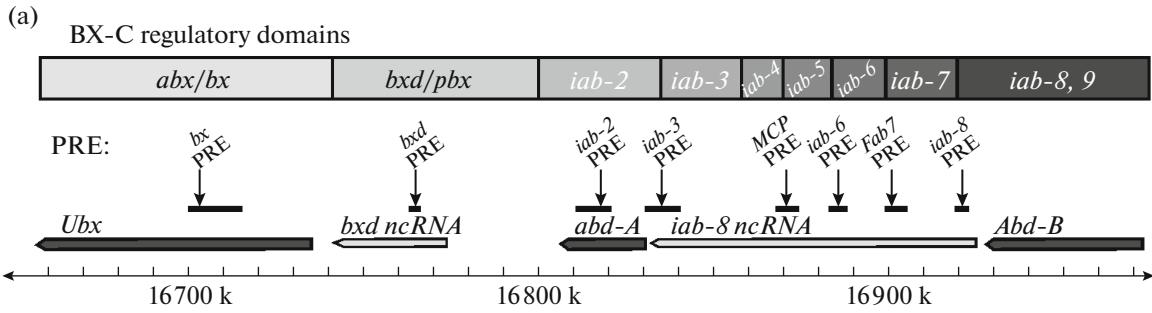 (a)
BX-C regulatory domains
abx/bx bxd/pbx iab-2 iab-3 iab-4 iab-5 iab-6 iab-7 iab-8, 9
PRE: bx PRE bxd PRE iab-2 PRE iab-3 PRE MCP PRE iab-6 PRE Fab7 PRE iab-8 PRE
Ubx bxd ncRNA abd-A iab-8 ncRNA Abd-B
16700 k 16800 k 16900 k